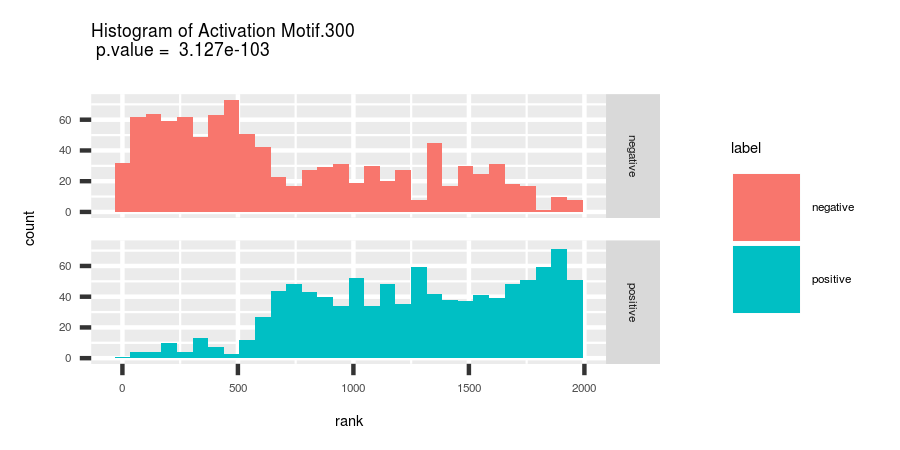 Histogram of Activation Motif.300
p.value = 3.127e-103
count
60
40
20
0
negative
60
40
20
0
positive
0 500 1000 1500 2000
rank
label
negative
positive